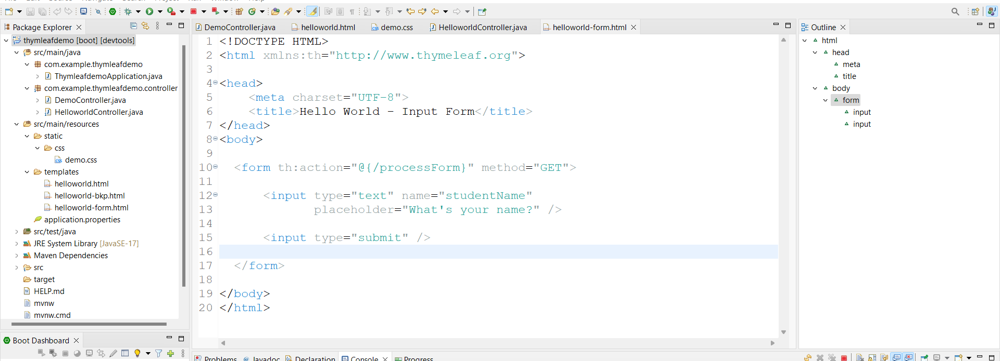 Package Explorer
thymleafdemo [boot] [devtools]
src/main/java
com.example.thymleafdemo
ThymleafdemoApplication.java
com.example.thymleafdemo.controller
DemoController.java
HelloworldController.java
src/main/resources
static
css
demo.css
templates
helloworld.html
helloworld-bkp.html
helloworld-form.html
application.properties
src/test/java
JRE System Library [JavaSE-17]
Maven Dependencies
src
target
HELP.md
mvnw
mvnw.cmd
Boot Dashboard
DemoController.java helloworld.html demo.css HelloworldController.java helloworld-form.html
1 <!DOCTYPE HTML>
2 <html xmlns:th="http://www.thymeleaf.org">
3
4 <head>
5 <meta charset="UTF-8">
6 <title>Hello World - Input Form</title>
7 </head>
8 <body>
9
10 <form th:action="@{/processForm}" method="GET">
11
12 <input type="text" name="studentName"
13 placeholder="What's your name?" />
14
15 <input type="submit" />
16
17 </form>
18
19 </body>
20 </html>
Problems @ Javadoc Declaration Console Progress
Outline
html
head
meta
title
body
form
input
input